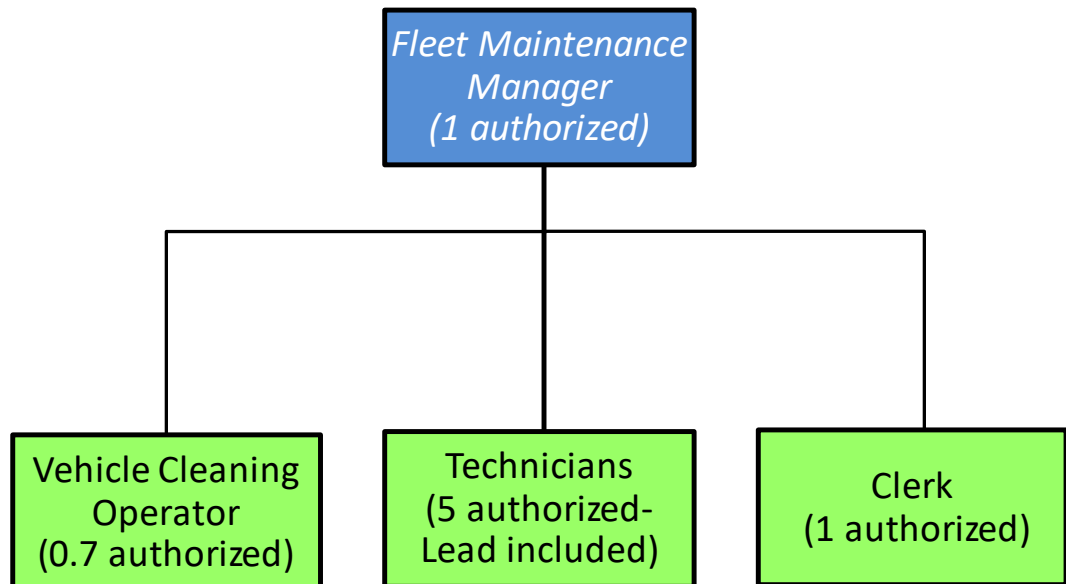 Fleet Maintenance
Manager
(1 authorized)
Vehicle Cleaning
Operator
(0.7 authorized)
Technicians
(5 authorized-
Lead included)
Clerk
(1 authorized)